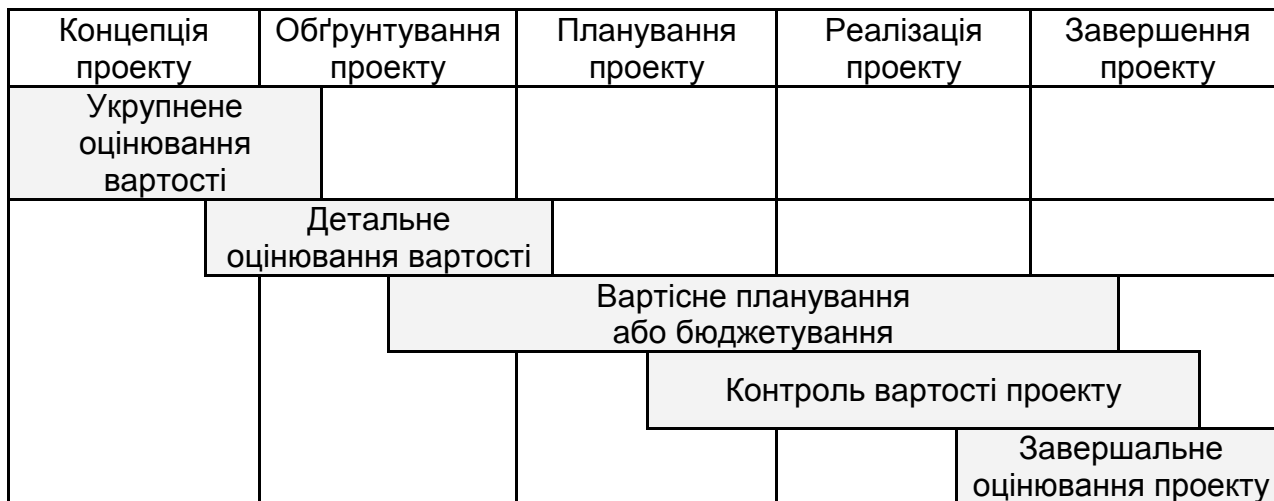 Концепція
проекту
Обґрунтування
проекту
Планування
проекту
Реалізація
проекту
Завершення
проекту
Укрупнене
оцінювання
вартості
Детальне
оцінювання вартості
Вартісне планування
або бюджетування
Контроль вартості проекту
Завершальне
оцінювання проекту